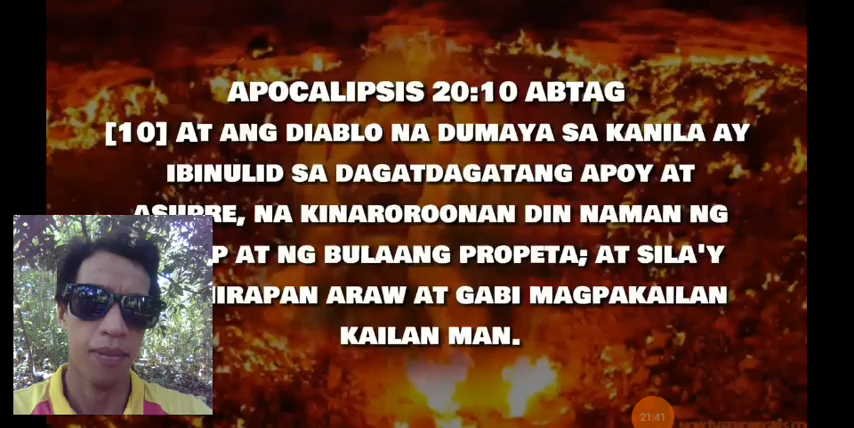 APOCALIPSIS 20:10 ABTAG
[10] AT ANG DIABLO NA DUMAYA SA KANILA AY
IBINULID SA DAGATDAGATANG APOY AT
ASUPRE, NA KINAROROONAN DIN NAMAN NG
AT NG BULAANG PROPETA; AT SILA'Y
ARAW AT GABI MAGPAKAILAN
KAILAN MAN.
21:41